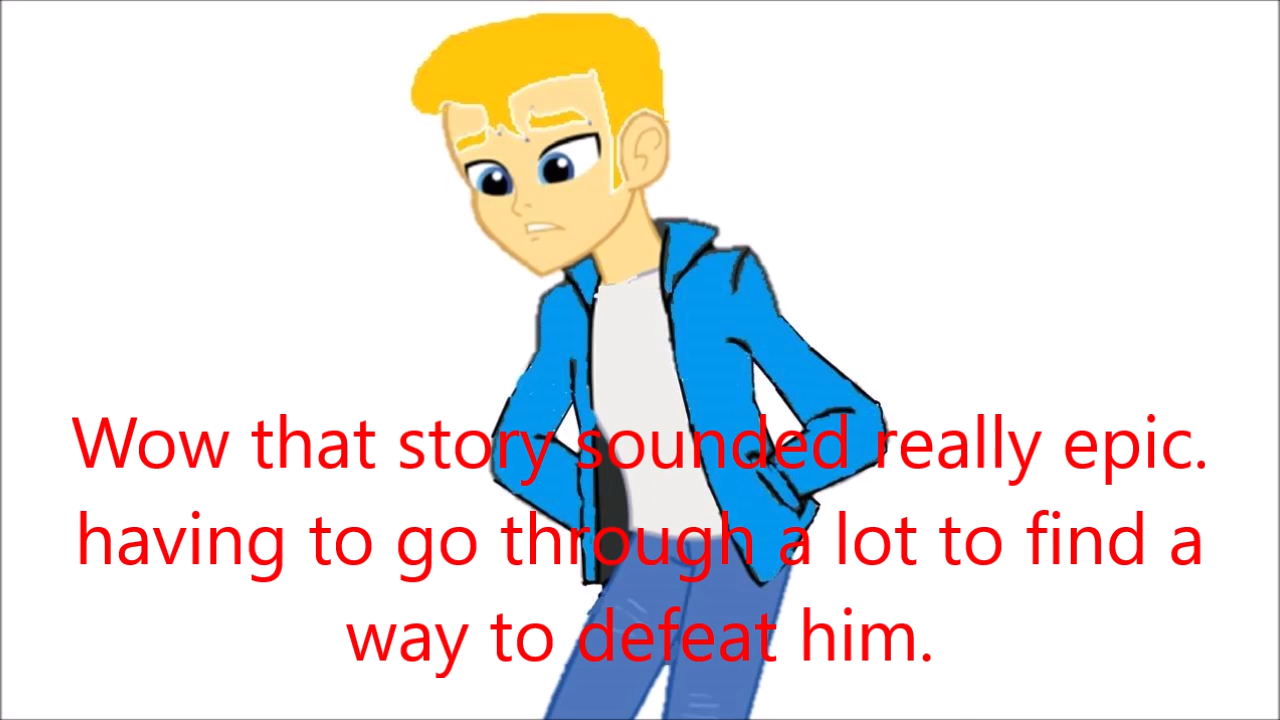 Wow that story sounded really epic.
having to go through a lot to find a
way to defeat him.